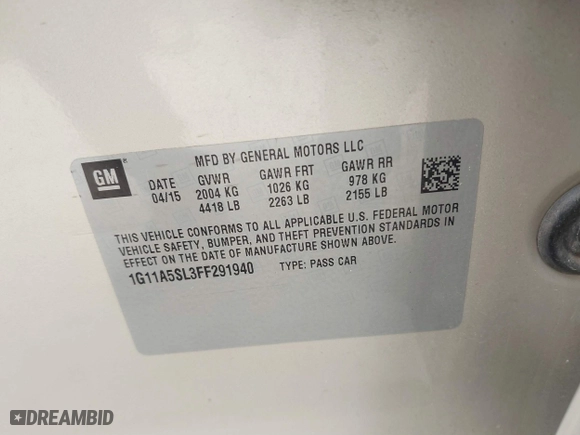 MFD BY GENERAL MOTORS LLC
GM
DATE GVWR GAWR FRT GAWR RR
04/15 2004 KG 1026 KG 978 KG
4418 LB 2263 LB 2155 LB
THIS VEHICLE CONFORMS TO ALL APPLICABLE U.S. FEDERAL MOTOR
VEHICLE SAFETY, BUMPER, AND THEFT PREVENTION STANDARDS IN
EFFECT ON THE DATE OF MANUFACTURE SHOWN ABOVE.
1G11A5SL3FF291940 TYPE: PASS CAR
DREAMBID